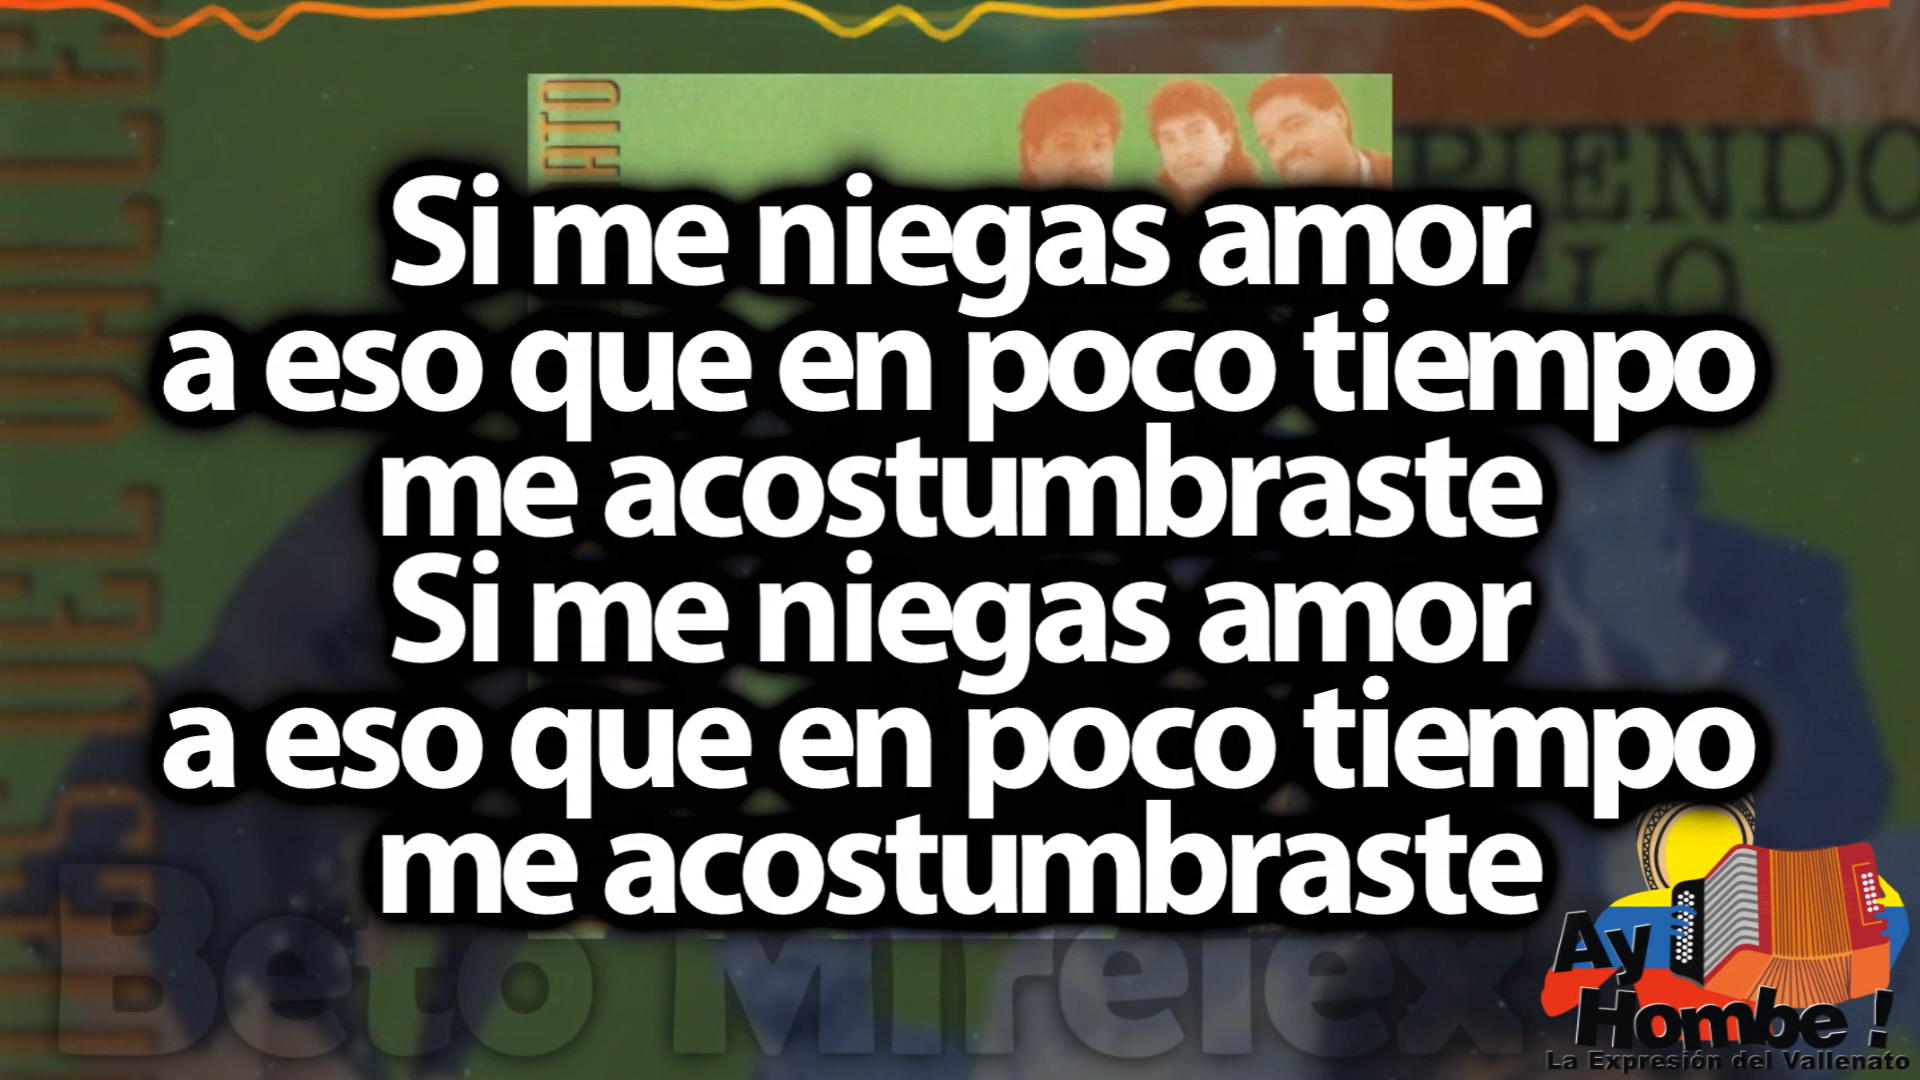 Si me niegas amor
a eso que en poco tiempo
me acostumbraste
Si me niegas amor
a eso que en poco tiempo
me acostumbraste
Beto Mirelex
Ay
Hombe !
La Expresión del Vallenato